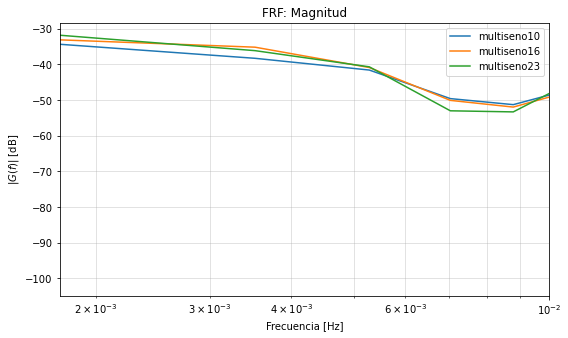 FRF: Magnitud
multiseno10
multiseno16
multiseno23
|G(f)| [dB]
−30
−40
−50
−60
−70
−80
−90
−100
2 × 10⁻³
3 × 10⁻³
4 × 10⁻³
6 × 10⁻³
10⁻²
Frecuencia [Hz]